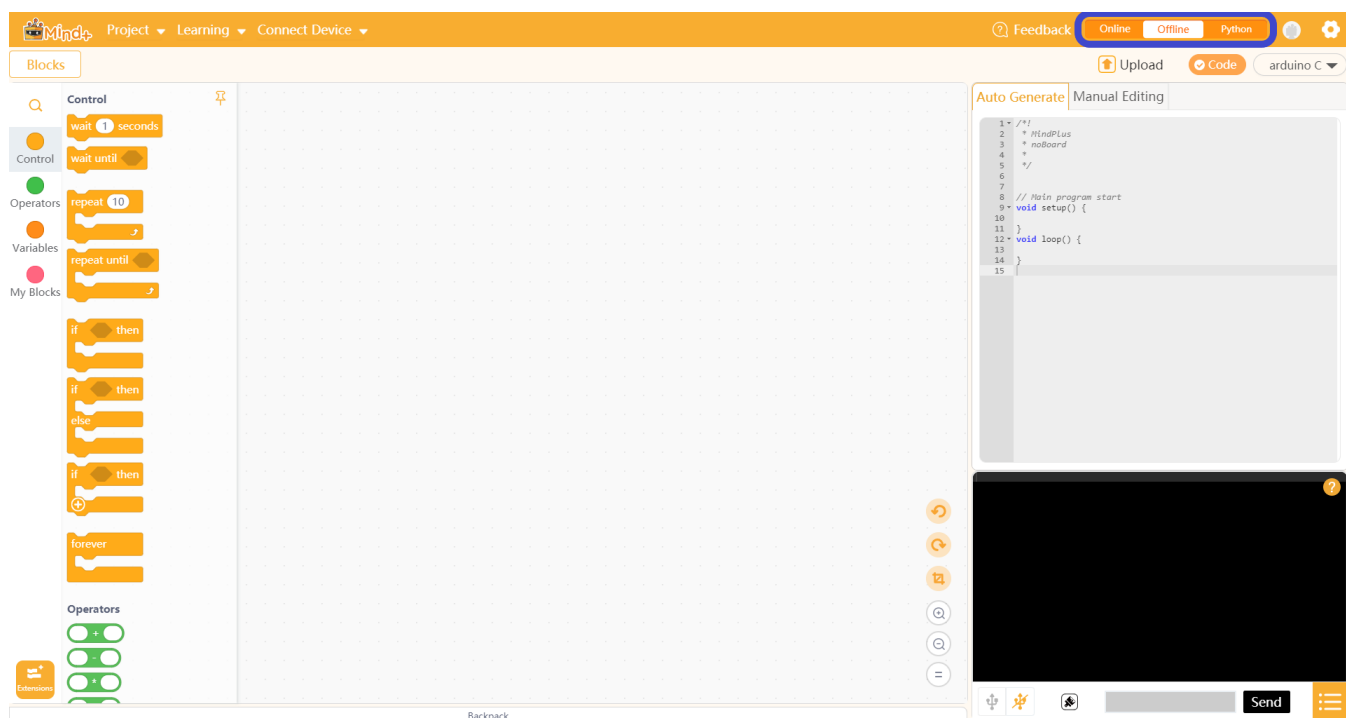 Mind+ Project Learning Connect Device Feedback Online Offline Python
Blocks Upload Code arduino C
Control
wait 1 seconds
Control
wait until
Operators
repeat 10
Variables
repeat until
My Blocks
if then
if then
else
if then
forever
Operators
+
-
*
Extensions
Backpack
Auto Generate Manual Editing
1 /*!
2 * MindPlus
3 * noBoard
4 *
5 */
6
7
8 // Main program start
9 void setup() {
10
11 }
12 void loop() {
13
14 }
15
?
=
Send